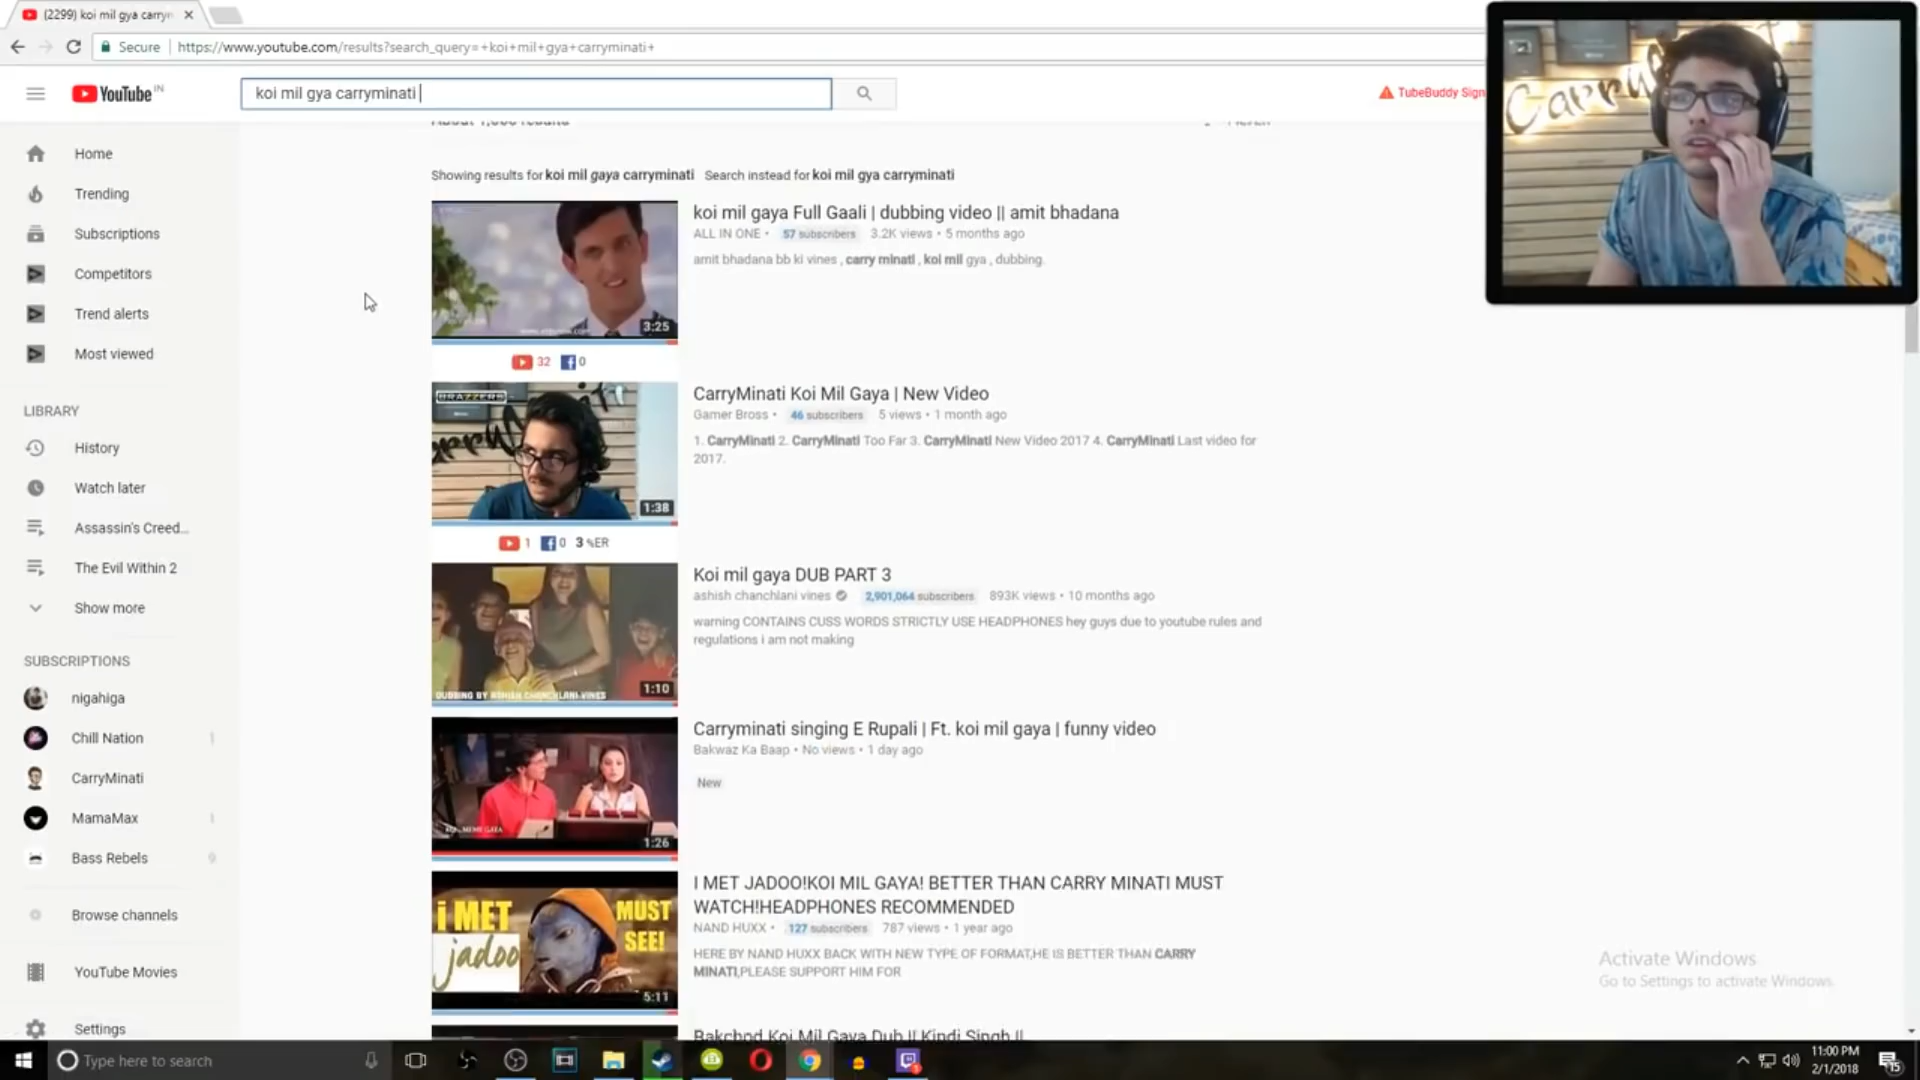 (2299) koi mil gya carryn
Secure
https://www.youtube.com/results?search_query=+koi+mil+gya+carryminati+
YouTube IN
koi mil gya carryminati
TubeBuddy Sign
Carry
Home
Trending
Subscriptions
Competitors
Trend alerts
Most viewed
LIBRARY
History
Watch later
Assassin's Creed...
The Evil Within 2
Show more
SUBSCRIPTIONS
nigahiga
Chill Nation
CarryMinati
MamaMax
Bass Rebels
Browse channels
YouTube Movies
Settings
Showing results for koi mil gaya carryminati Search instead for koi mil gya carryminati
koi mil gaya Full Gaali | dubbing video || amit bhadana
ALL IN ONE • 57 subscribers 3.2K views • 5 months ago
amit bhadana bb ki vines , carry minati , koi mil gya , dubbing.
3:25
32 0
CarryMinati Koi Mil Gaya | New Video
Gamer Bross • 46 subscribers 5 views • 1 month ago
1. CarryMinati 2. CarryMinati Too Far 3. CarryMinati New Video 2017 4. CarryMinati Last video for
2017.
BRAZZERS
1:38
1 0 3 %ER
Koi mil gaya DUB PART 3
ashish chanchlani vines 2,901,064 subscribers 893K views • 10 months ago
warning CONTAINS CUSS WORDS STRICTLY USE HEADPHONES hey guys due to youtube rules and
regulations i am not making
DUBBING BY ASHISH CHANCHLANI VINES
1:10
Carryminati singing E Rupali | Ft. koi mil gaya | funny video
Bakwaz Ka Baap • No views • 1 day ago
New
1:26
I MET JADOO!KOI MIL GAYA! BETTER THAN CARRY MINATI MUST
WATCH!HEADPHONES RECOMMENDED
NAND HUXX • 127 subscribers 787 views • 1 year ago
HERE BY NAND HUXX BACK WITH NEW TYPE OF FORMAT,HE IS BETTER THAN CARRY
MINATI,PLEASE SUPPORT HIM FOR
i MET
jadoo
MUST
SEE!
5:11
Bakchod Koi Mil Gaya Dub || Kindi Singh ||
Activate Windows
Go to Settings to activate Windows.
Type here to search
11:00 PM
2/1/2018
15